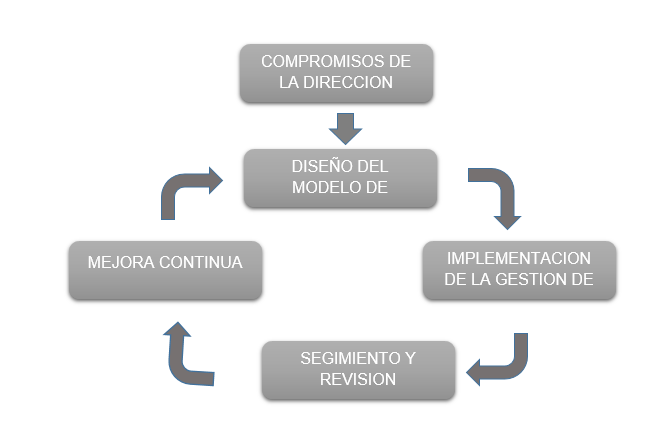 COMPROMISOS DE
LA DIRECCION
DISEÑO DEL
MODELO DE
MEJORA CONTINUA
IMPLEMENTACION
DE LA GESTION DE
SEGIMIENTO Y
REVISION